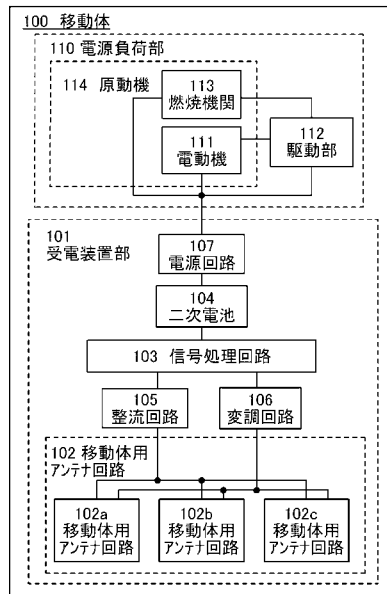 100 移動体
110 電源負荷部
114 原動機
113
燃焼機関
111
電動機
112
駆動部
101
受電装置部
107
電源回路
104
二次電池
103 信号処理回路
105
整流回路
106
変調回路
102 移動体用
アンテナ回路
102a
移動体用
アンテナ回路
102b
移動体用
アンテナ回路
102c
移動体用
アンテナ回路